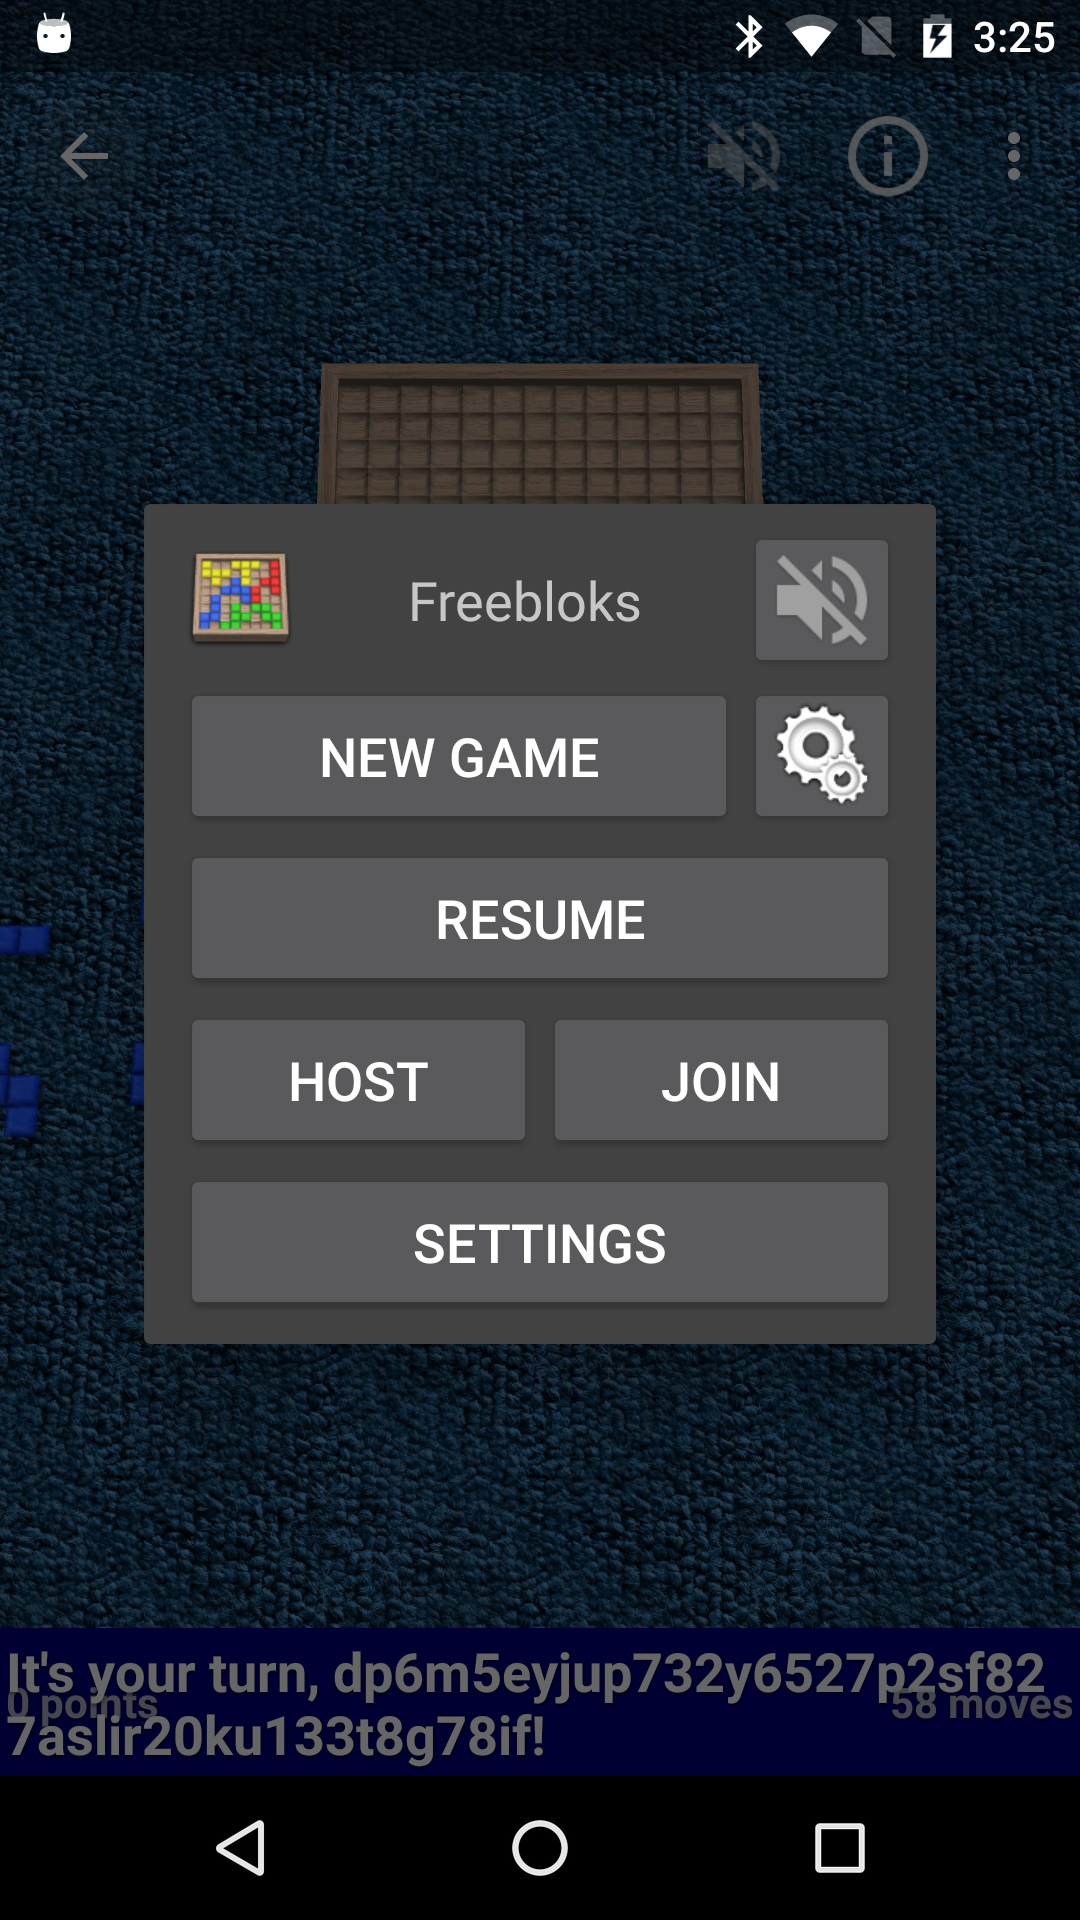 3:25
Freebloks
NEW GAME
RESUME
HOST
JOIN
SETTINGS
It's your turn, dp6m5eyjup732y6527p2sf82
0 points
58 moves
7aslir20ku133t8g78if!